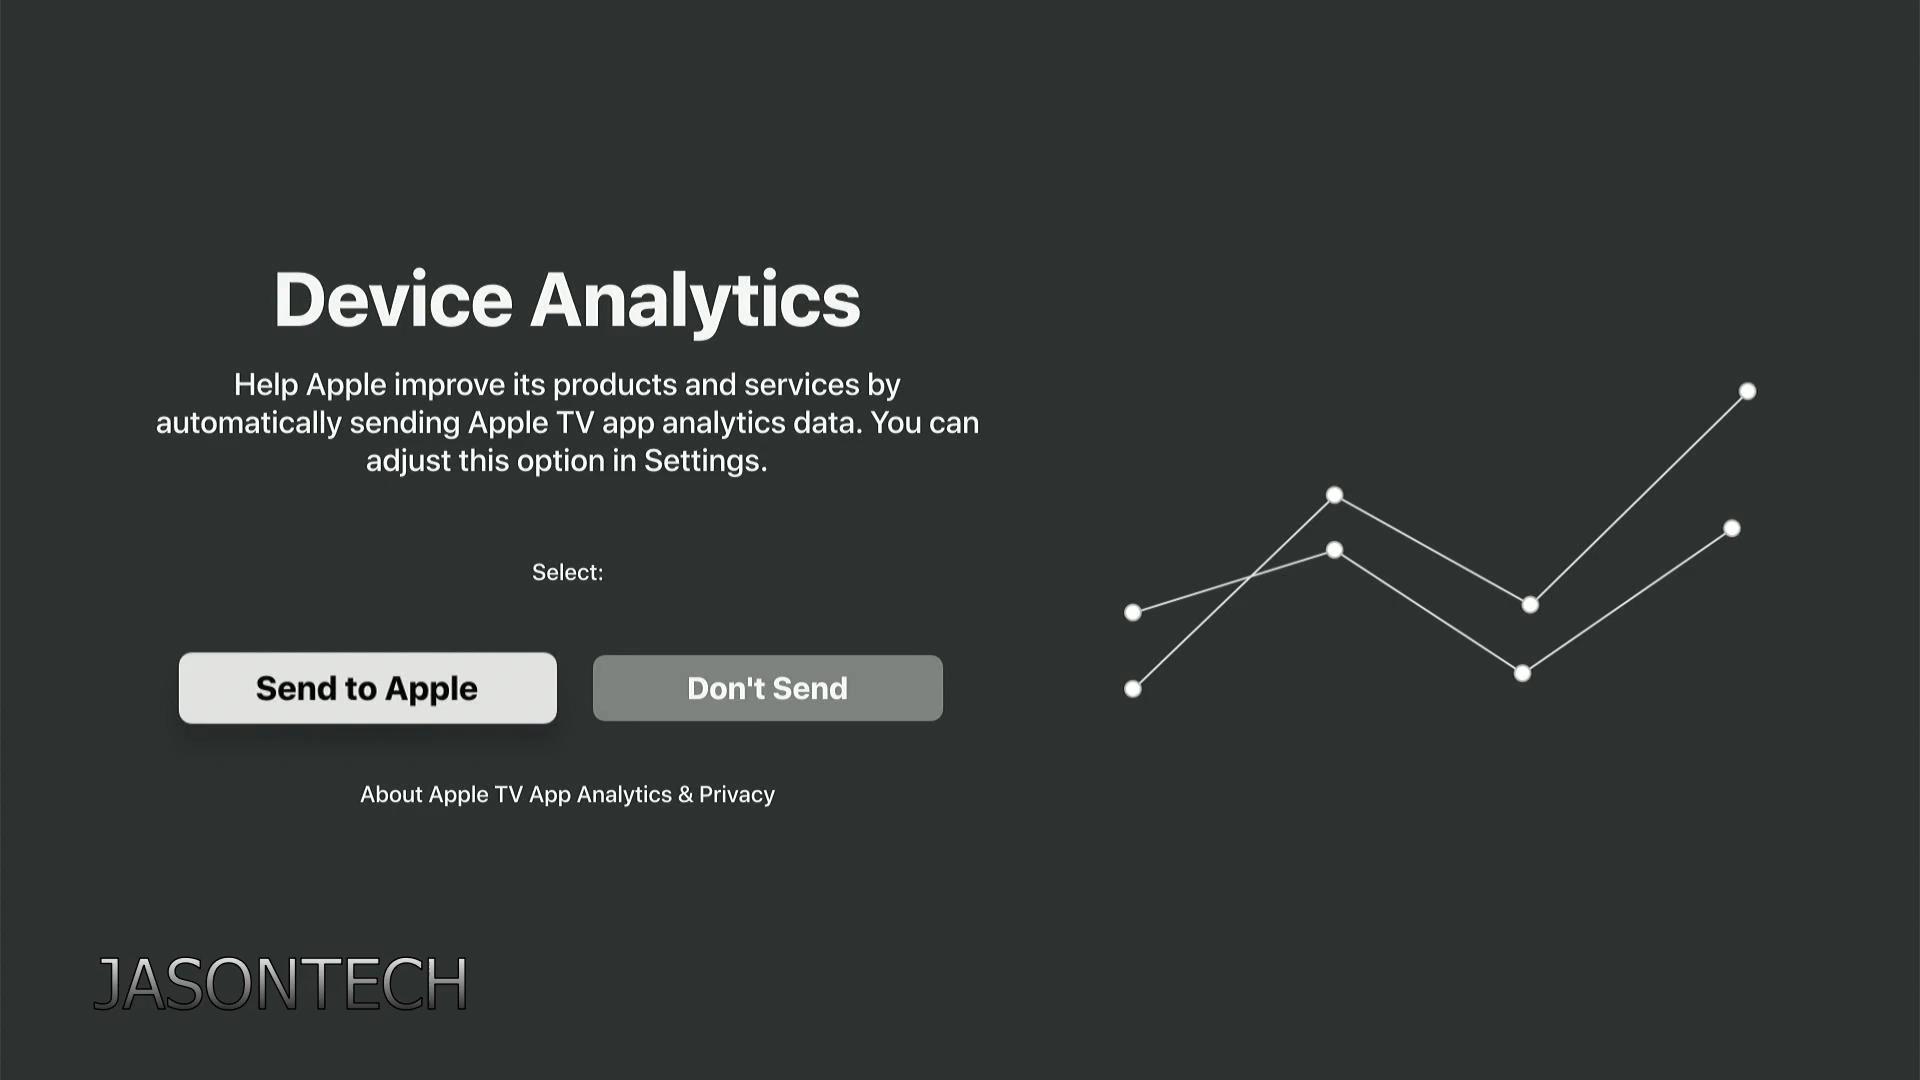 Device Analytics
Help Apple improve its products and services by
automatically sending Apple TV app analytics data. You can
adjust this option in Settings.
Select:
Send to Apple
Don't Send
About Apple TV App Analytics & Privacy
JASONTECH